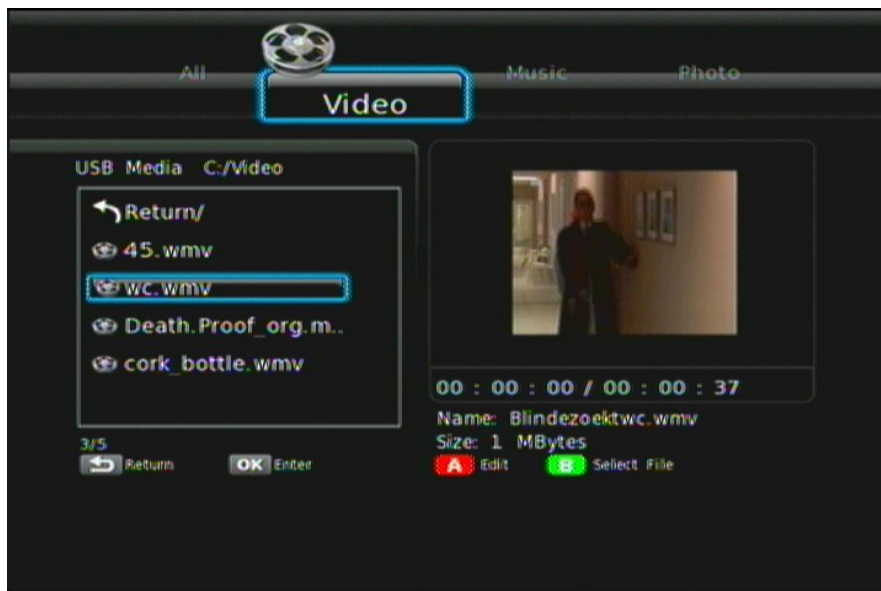 All Video Music Photo
USB Media C:/Video
Return/
45.wmv
wc.wmv
Death.Proof_org.m..
cork_bottle.wmv
3/5
Return OK Enter
00 : 00 : 00 / 00 : 00 : 37
Name: Blindezoektwc.wmv
Size: 1 MBytes
A Edit B Select File